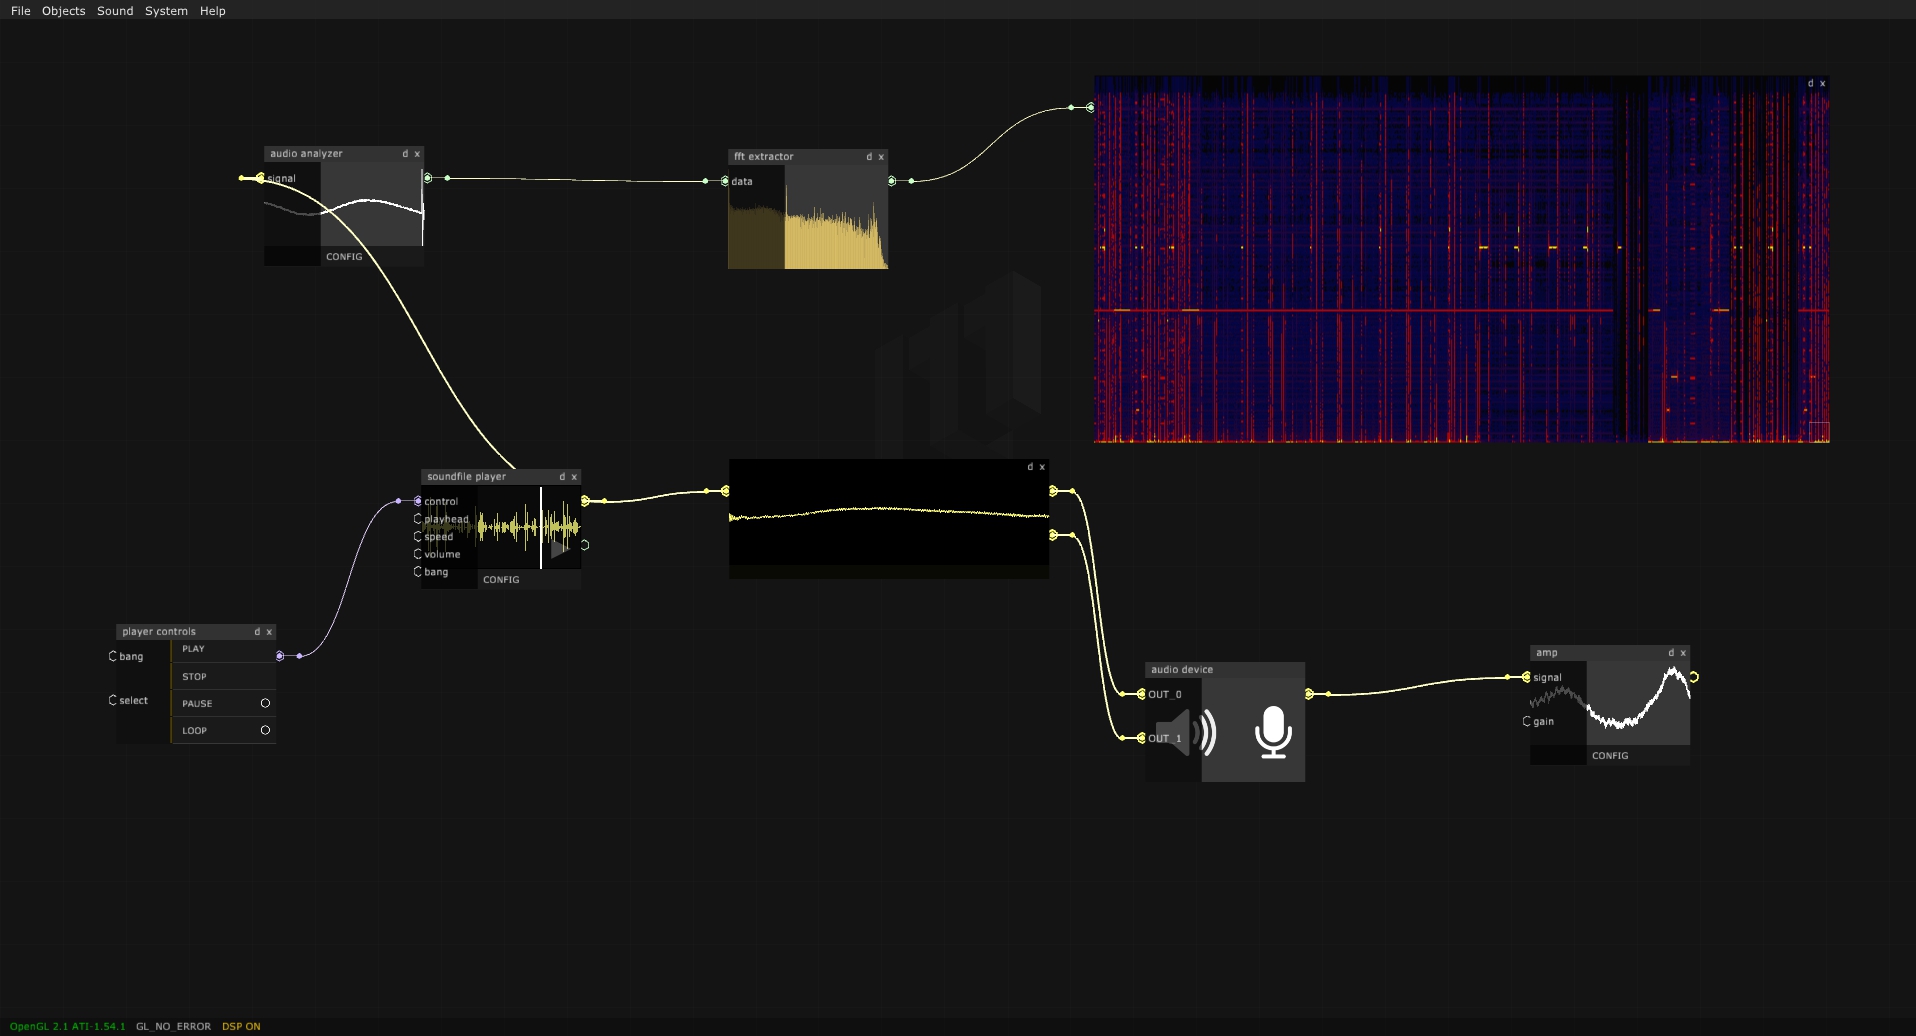 File Objects Sound System Help
d x
audio analyzer d x
signal
CONFIG
fft extractor d x
data
soundfile player d x
control
playhead
speed
volume
bang
CONFIG
d x
player controls d x
bang
select
PLAY
STOP
PAUSE
LOOP
audio device
OUT_0
OUT_1
amp d x
signal
gain
CONFIG
OpenGL 2.1 ATI-1.54.1 GL_NO_ERROR DSP ON